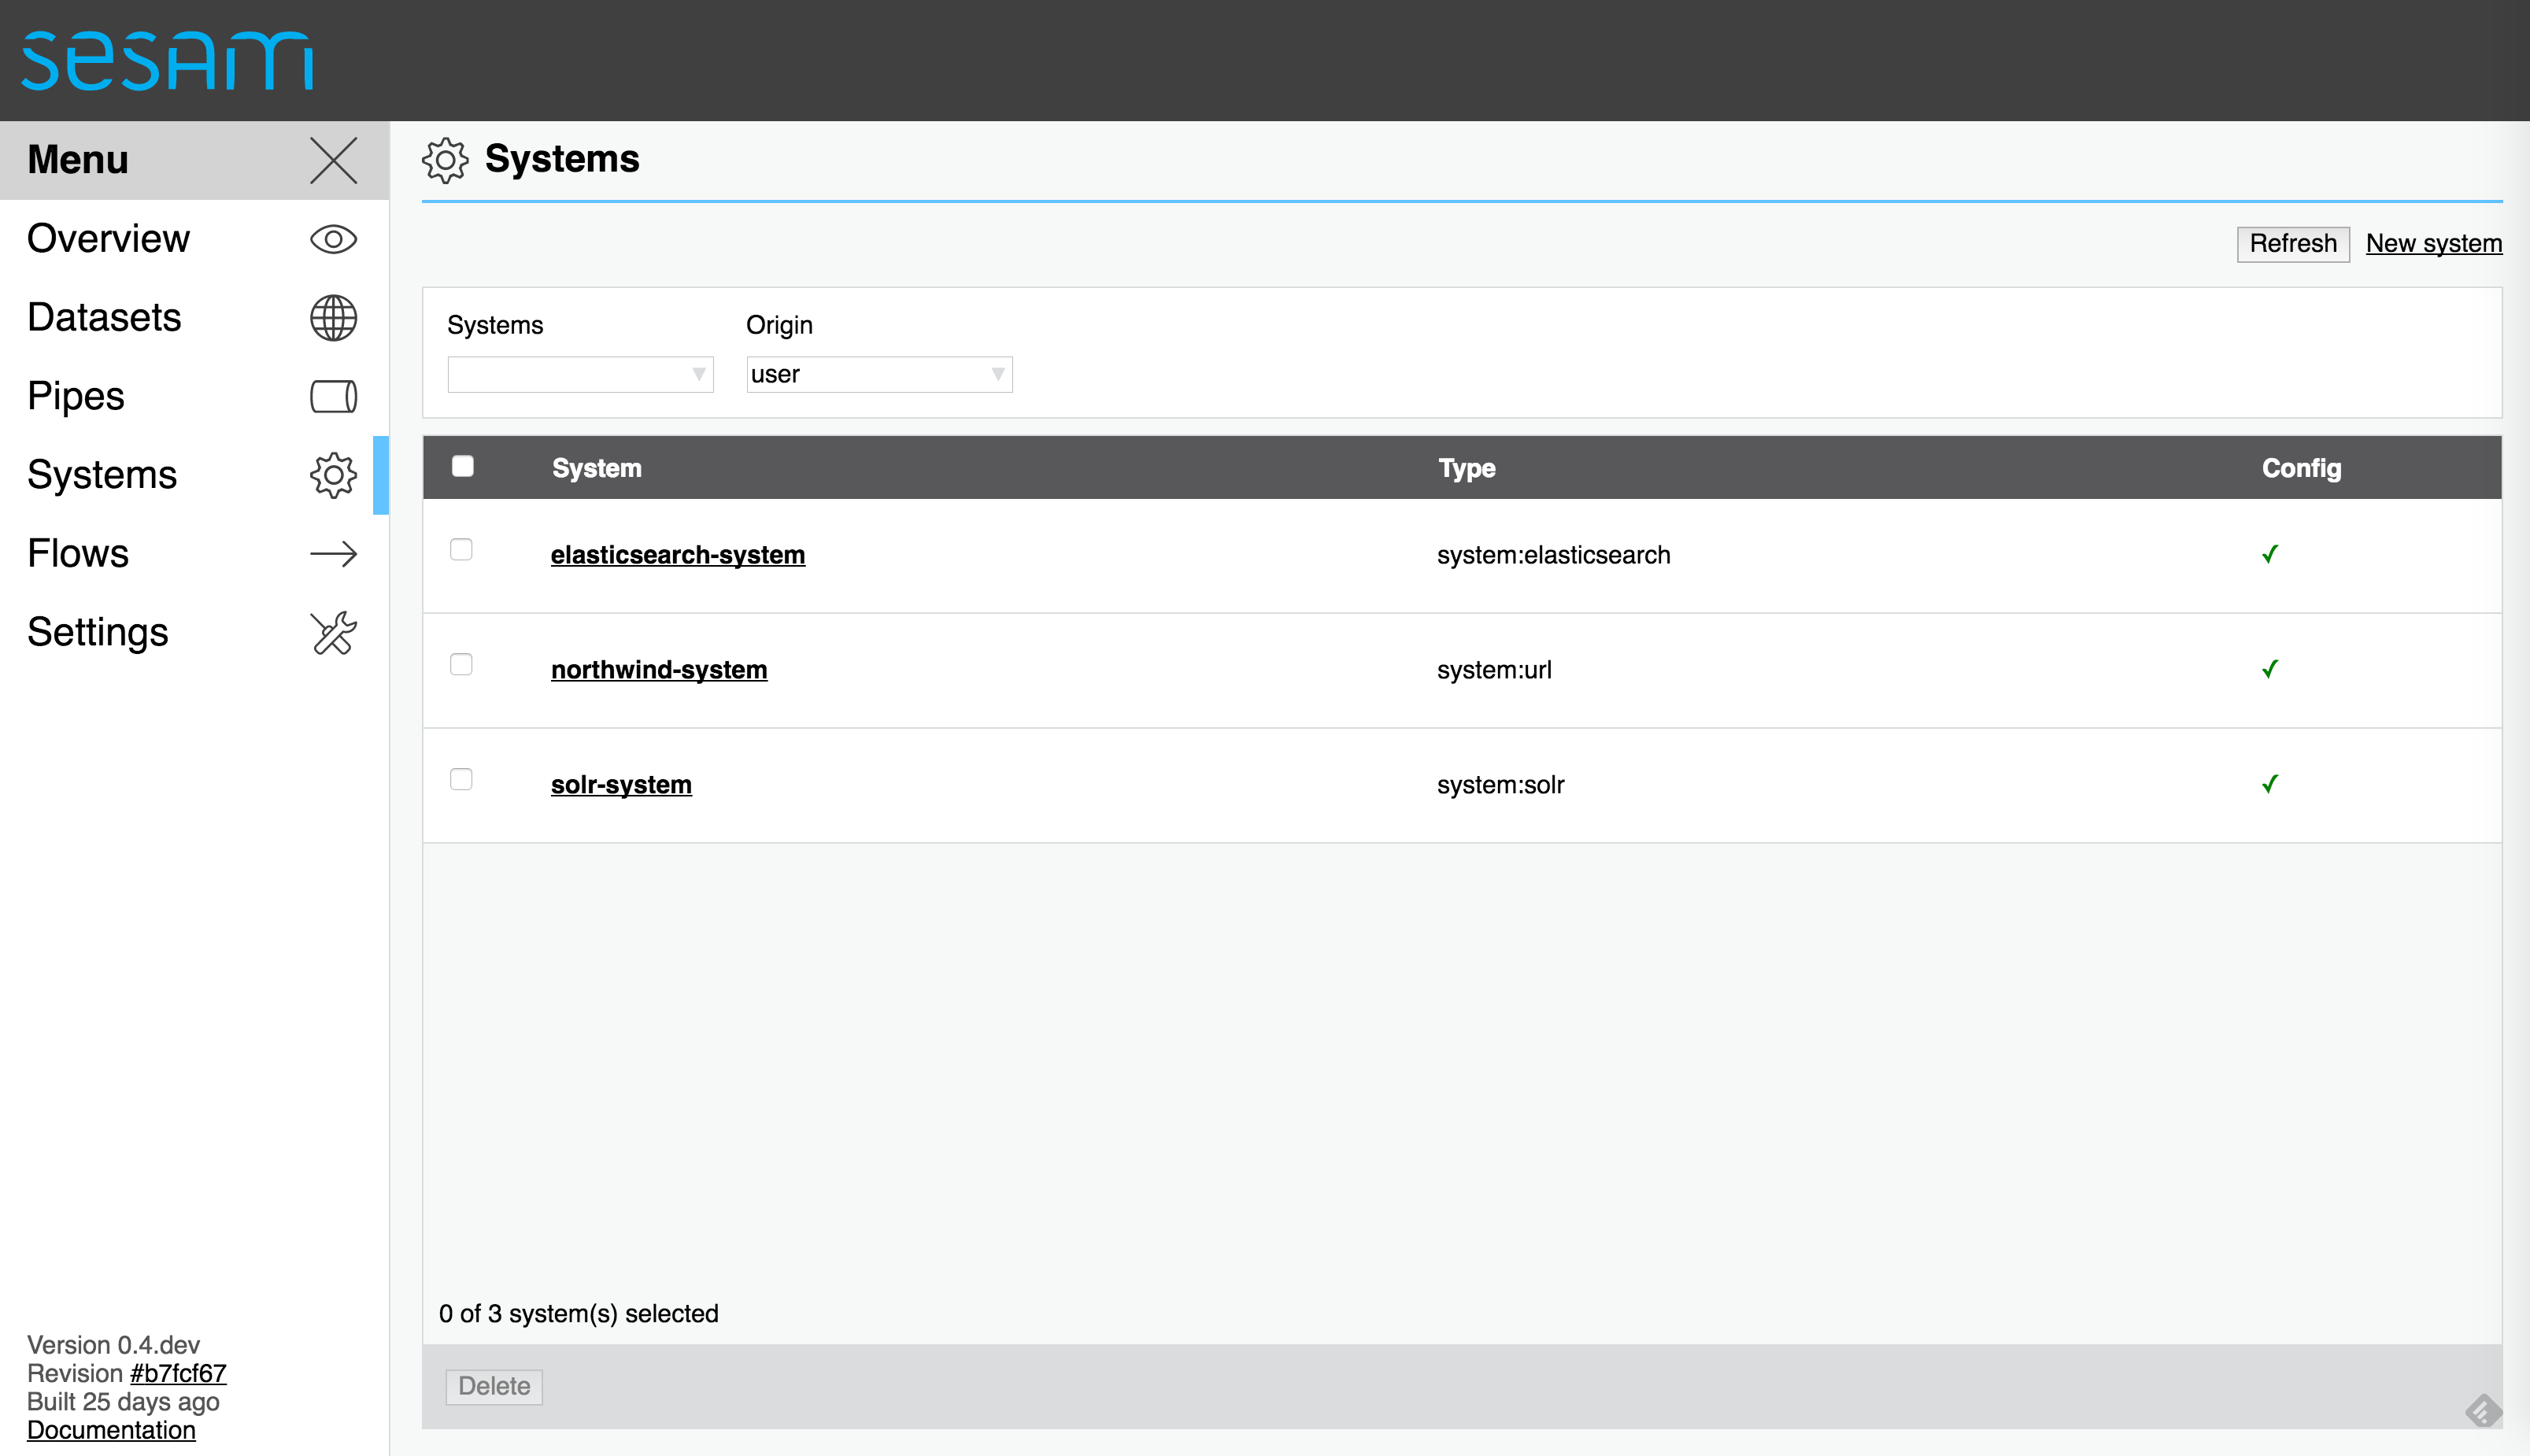 sesam
Menu
Overview
Datasets
Pipes
Systems
Flows
Settings
Version 0.4.dev
Revision #b7fcf67
Built 25 days ago
Documentation
Systems
Refresh New system
Systems Origin
user
System Type Config
elasticsearch-system system:elasticsearch ✓
northwind-system system:url ✓
solr-system system:solr ✓
0 of 3 system(s) selected
Delete